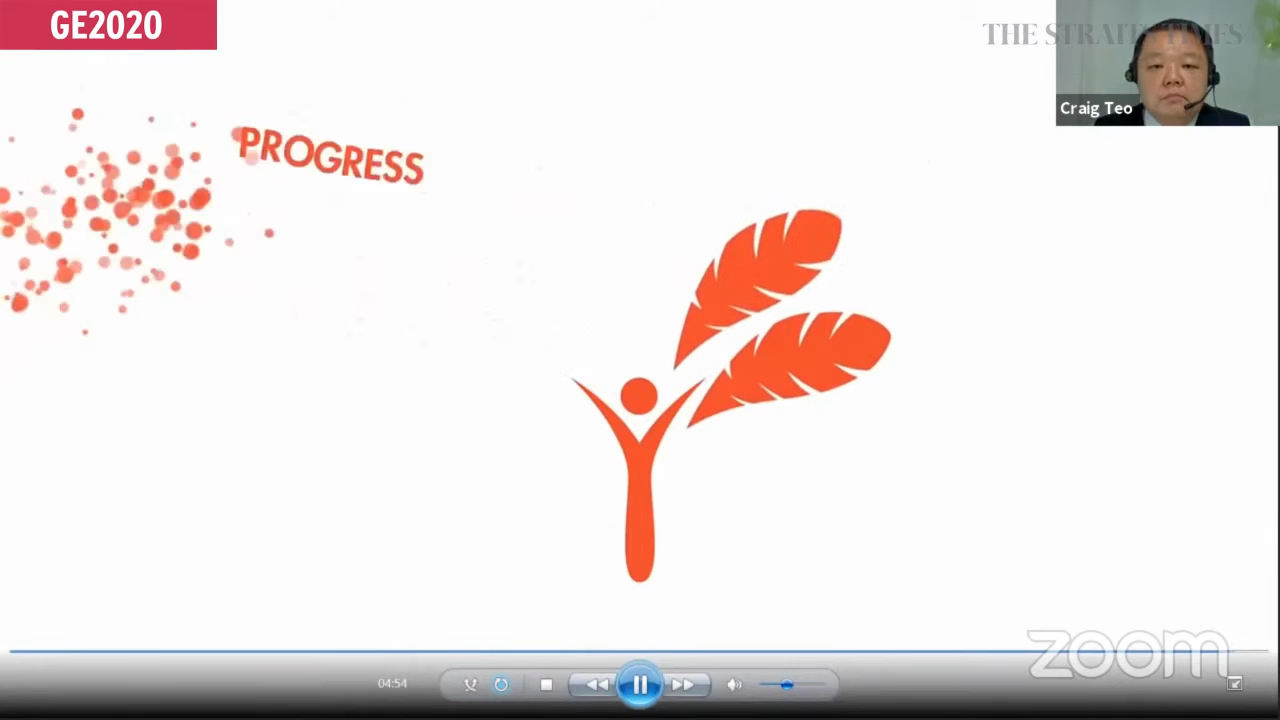 GE2020
THE STRAITS TIMES
Craig Teo
PROGRESS
zoom
04:54